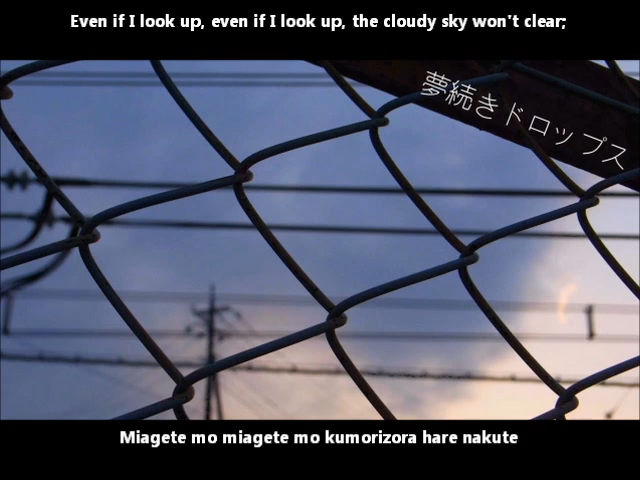 Even if I look up, even if I look up, the cloudy sky won't clear;
夢続きドロップス
Miagete mo miagete mo kumorizora hare nakute